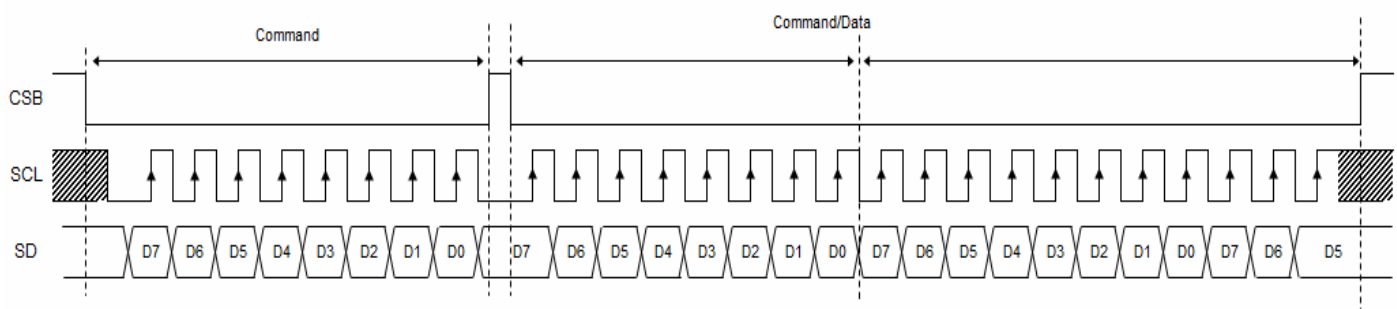 Command
Command/Data
CSB
SCL
SD
D7 D6 D5 D4 D3 D2 D1 D0 D7 D6 D5 D4 D3 D2 D1 D0 D7 D6 D5 D4 D3 D2 D1 D0 D7 D6 D5